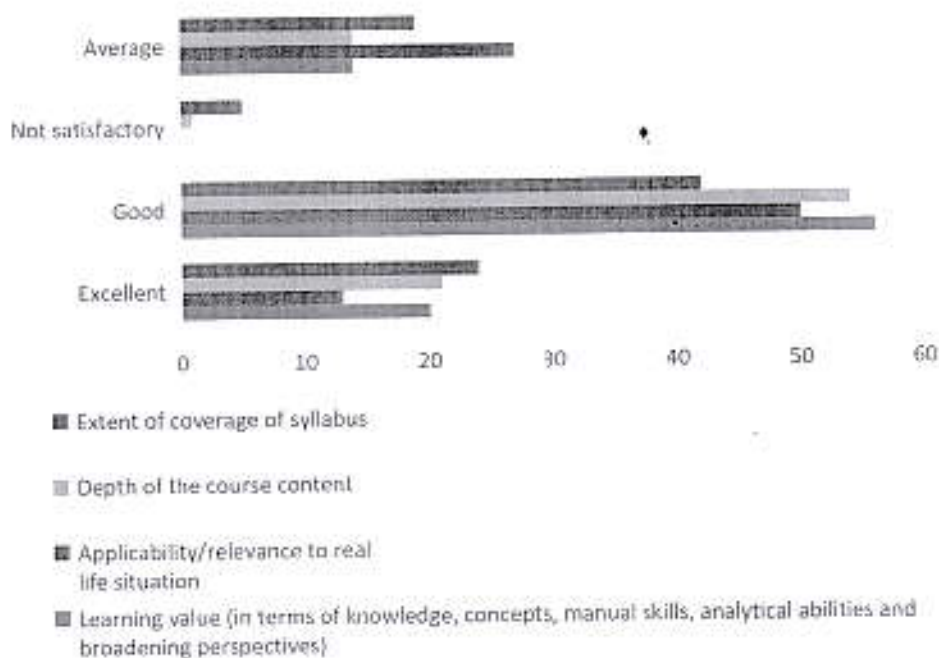 Average
Not satisfactory
Good
Excellent
0 10 20 30 40 50 60
Extent of coverage of syllabus
Depth of the course content
Applicability/relevance to real
life situation
Learning value (in terms of knowledge, concepts, manual skills, analytical abilities and
broadening perspectives)